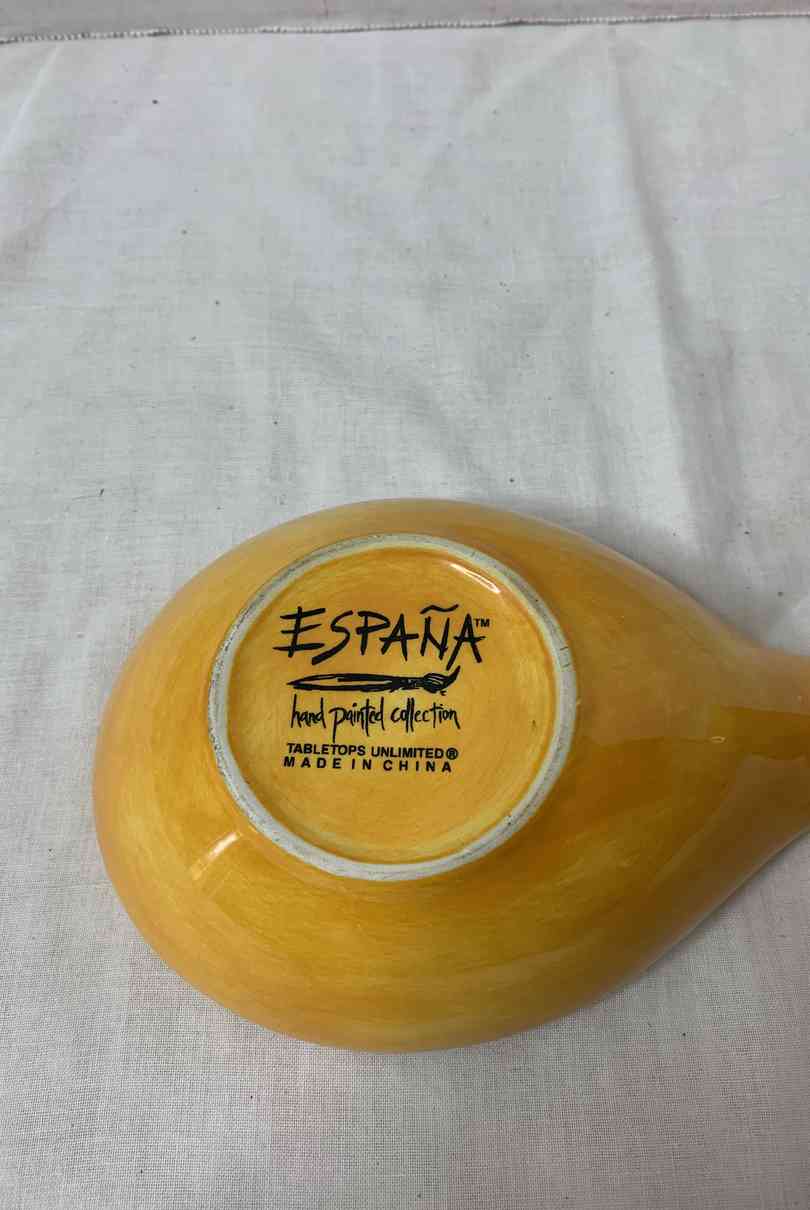 ESPAÑA™
hand painted collection
TABLETOPS UNLIMITED®
MADE IN CHINA